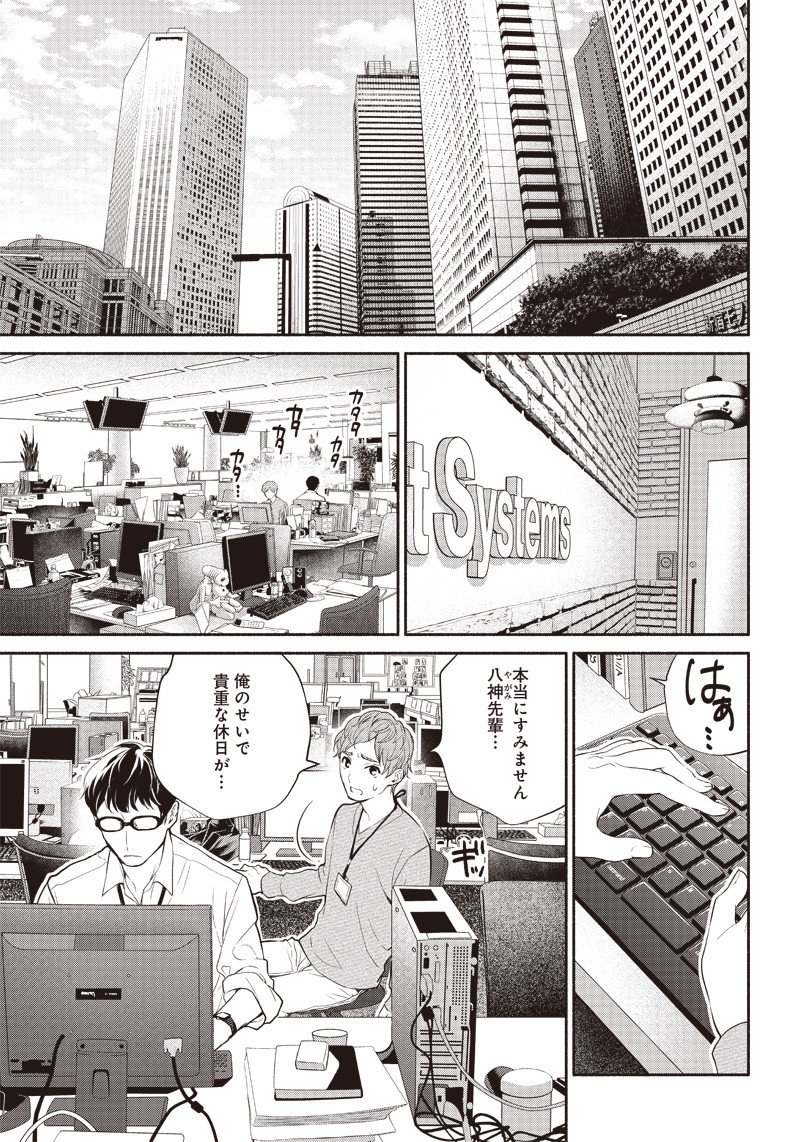 t Systems
カタカタ
カタ
カタ…
はぁ…
本当にすみません
八神先輩…
やがみ
ギッ
俺のせいで
貴重な休日が…